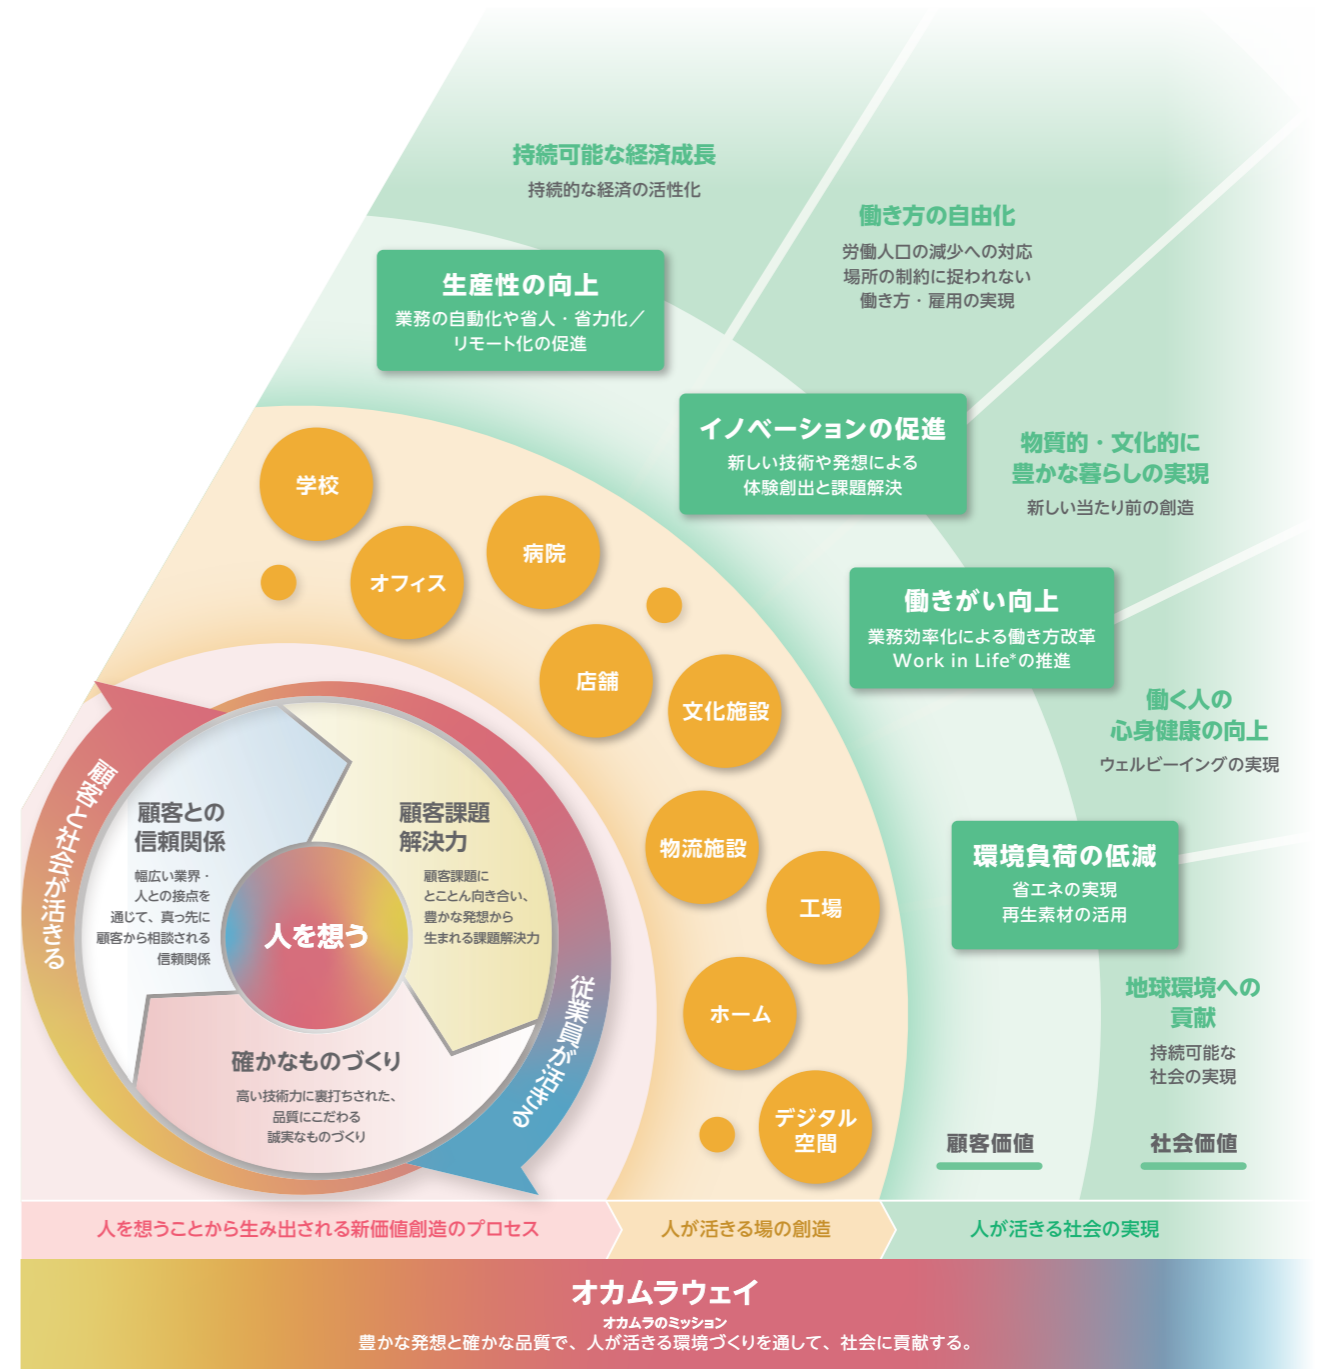 持続可能な経済成長
持続的な経済の活性化
働き方の自由化
労働人口の減少への対応
場所の制約に捉われない
働き方・雇用の実現
生産性の向上
業務の自動化や省人・省力化／
リモート化の促進
イノベーションの促進
新しい技術や発想による
体験創出と課題解決
物質的・文化的に
豊かな暮らしの実現
新しい当たり前の創造
働きがい向上
業務効率化による働き方改革
Work in Life*の推進
働く人の
心身健康の向上
ウェルビーイングの実現
環境負荷の低減
省エネの実現
再生素材の活用
地球環境への
貢献
持続可能な
社会の実現
顧客価値
社会価値
学校
オフィス
病院
店舗
文化施設
物流施設
工場
ホーム
デジタル
空間
顧客と社会が活きる
従業員が活きる
顧客との
信頼関係
幅広い業界・
人との接点を
通じて、真っ先に
顧客から相談される
信頼関係
顧客課題
解決力
顧客課題に
とことん向き合い、
豊かな発想から
生まれる課題解決力
人を想う
確かなものづくり
高い技術力に裏打ちされた、
品質にこだわる
誠実なものづくり
人を想うことから生み出される新価値創造のプロセス
人が活きる場の創造
人が活きる社会の実現
オカムラウェイ
オカムラのミッション
豊かな発想と確かな品質で、人が活きる環境づくりを通して、社会に貢献する。